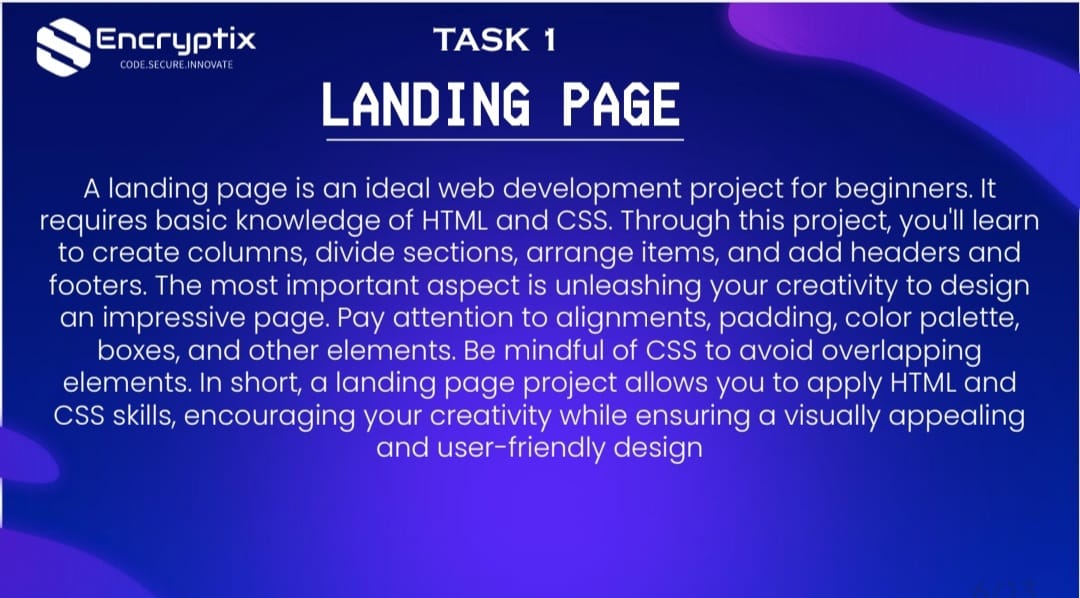 Encryptix
CODE.SECURE.INNOVATE
TASK 1
LANDING PAGE
A landing page is an ideal web development project for beginners. It
requires basic knowledge of HTML and CSS. Through this project, you'll learn
to create columns, divide sections, arrange items, and add headers and
footers. The most important aspect is unleashing your creativity to design
an impressive page. Pay attention to alignments, padding, color palette,
boxes, and other elements. Be mindful of CSS to avoid overlapping
elements. In short, a landing page project allows you to apply HTML and
CSS skills, encouraging your creativity while ensuring a visually appealing
and user-friendly design